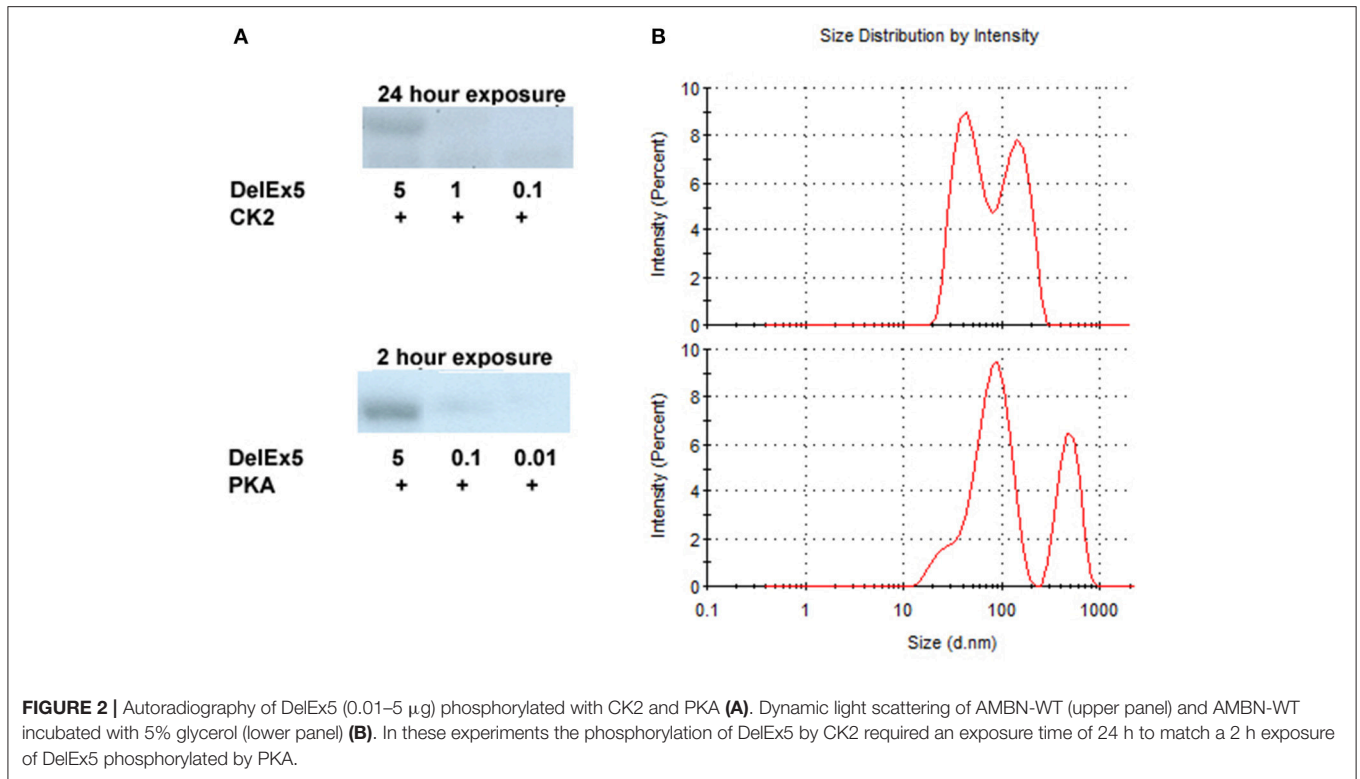 A
24 hour exposure
DelEx5 5 1 0.1
CK2 + + +
2 hour exposure
DelEx5 5 0.1 0.01
PKA + + +
B
Size Distribution by Intensity
Intensity (Percent)
10
8
6
4
2
0
Intensity (Percent)
10
8
6
4
2
0
0.1 1 10 100 1000
Size (d.nm)
FIGURE 2 | Autoradiography of DelEx5 (0.01–5 μg) phosphorylated with CK2 and PKA (A). Dynamic light scattering of AMBN-WT (upper panel) and AMBN-WT
incubated with 5% glycerol (lower panel) (B). In these experiments the phosphorylation of DelEx5 by CK2 required an exposure time of 24 h to match a 2 h exposure
of DelEx5 phosphorylated by PKA.